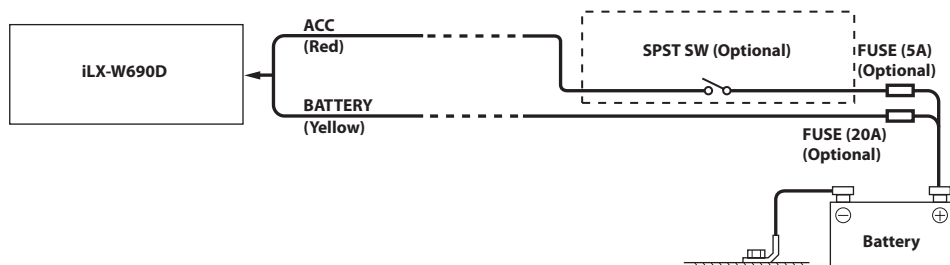 ACC
(Red)
SPST SW (Optional)
FUSE (5A)
(Optional)
iLX-W690D
BATTERY
(Yellow)
FUSE (20A)
(Optional)
Battery